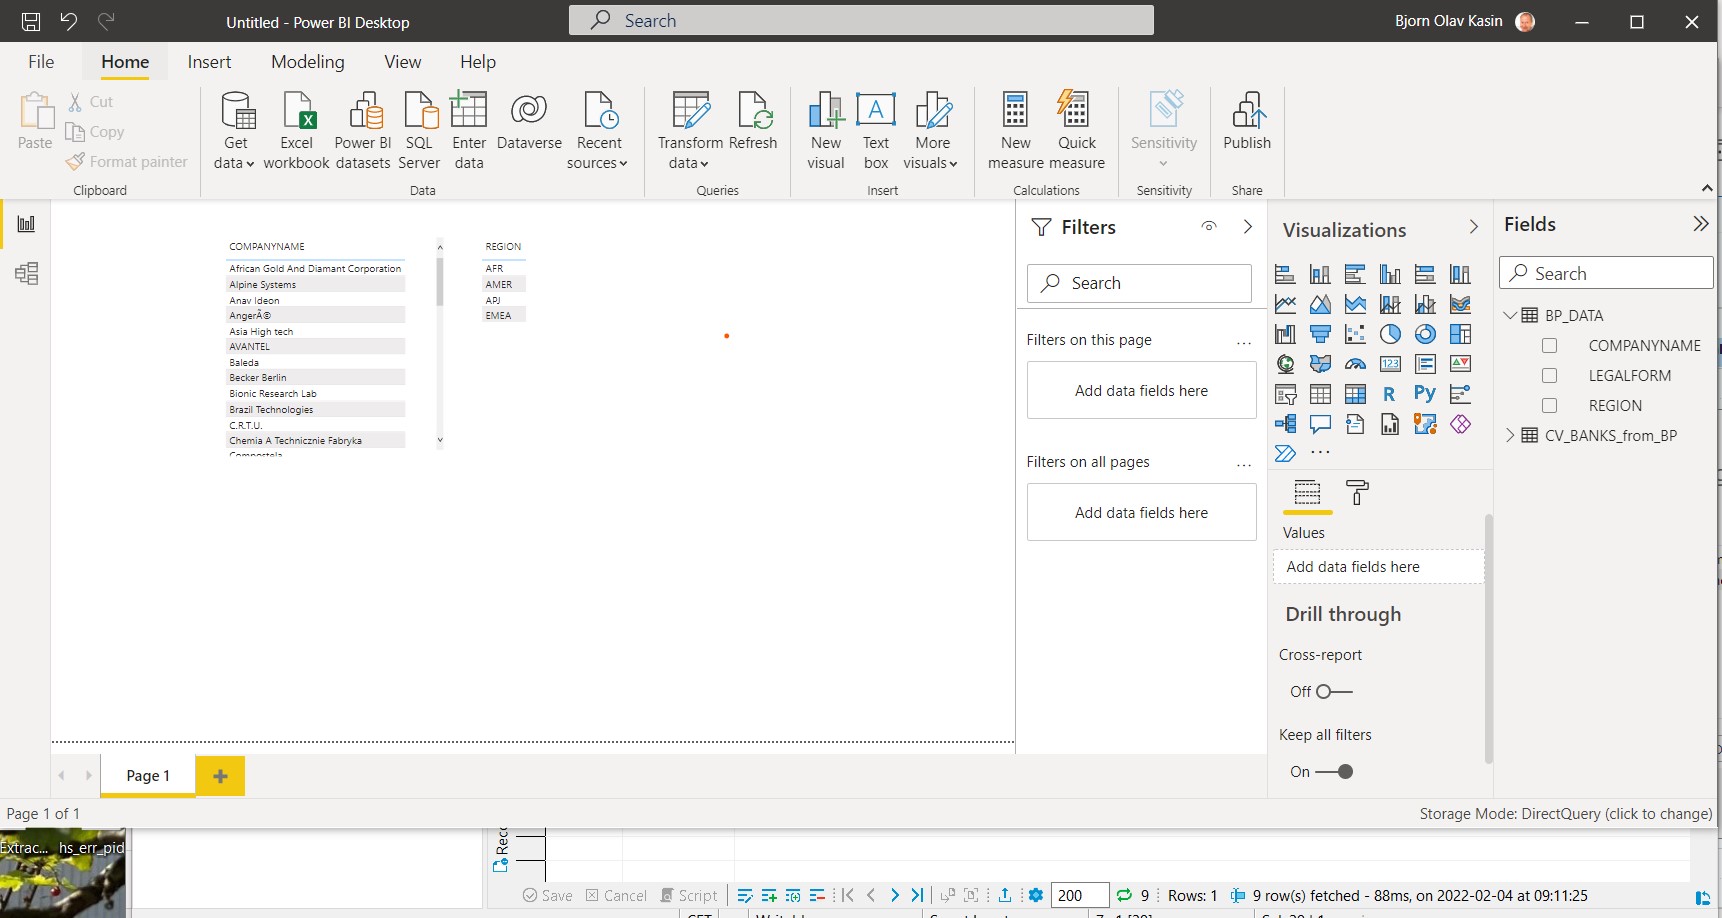 Untitled - Power BI Desktop
Search
Bjorn Olav Kasin
File Home Insert Modeling View Help
Paste
Cut
Copy
Format painter
Clipboard
Get data
Excel workbook
Power BI datasets
SQL Server
Enter data
Dataverse
Recent sources
Data
Transform data
Refresh
Queries
New visual
Text box
More visuals
Insert
New measure
Quick measure
Calculations
Sensitivity
Sensitivity
Publish
Share
COMPANYNAME
African Gold And Diamant Corporation
Alpine Systems
Anav Ideon
AngerÃ©
Asia High tech
AVANTEL
Baleda
Becker Berlin
Bionic Research Lab
Brazil Technologies
C.R.T.U.
Chemia A Technicznie Fabryka
Compostela
REGION
AFR
AMER
APJ
EMEA
Filters
Search
Filters on this page
...
Add data fields here
Filters on all pages
...
Add data fields here
Visualizations
123
R
Py
...
Values
Add data fields here
Drill through
Cross-report
Off
Keep all filters
On
Fields
Search
BP_DATA
COMPANYNAME
LEGALFORM
REGION
CV_BANKS_from_BP
Page 1
Page 1 of 1
Storage Mode: DirectQuery (click to change)
Extrac... hs_err_pid
Reco
Save Cancel Script 200 9 Rows: 1 9 row(s) fetched - 88ms, on 2022-02-04 at 09:11:25